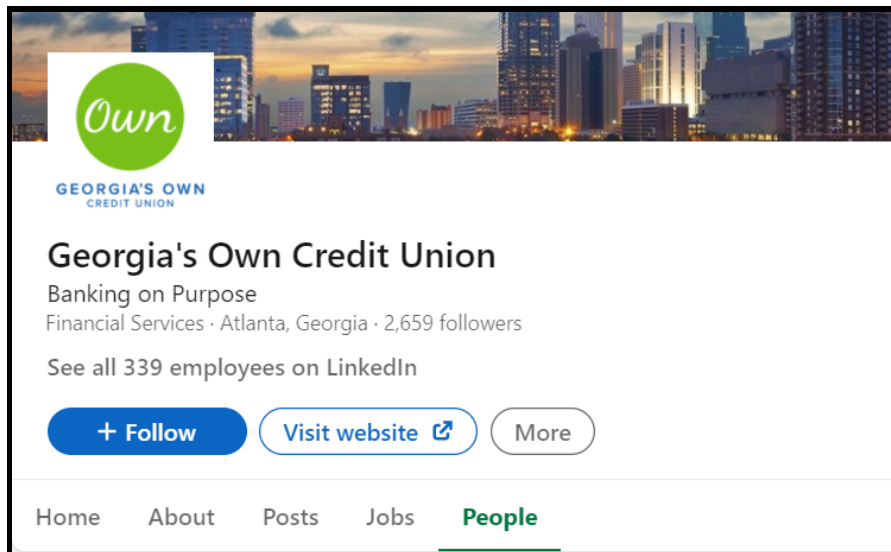 Own
GEORGIA'S OWN
CREDIT UNION
Georgia's Own Credit Union
Banking on Purpose
Financial Services · Atlanta, Georgia · 2,659 followers
See all 339 employees on LinkedIn
+ Follow
Visit website
More
Home
About
Posts
Jobs
People